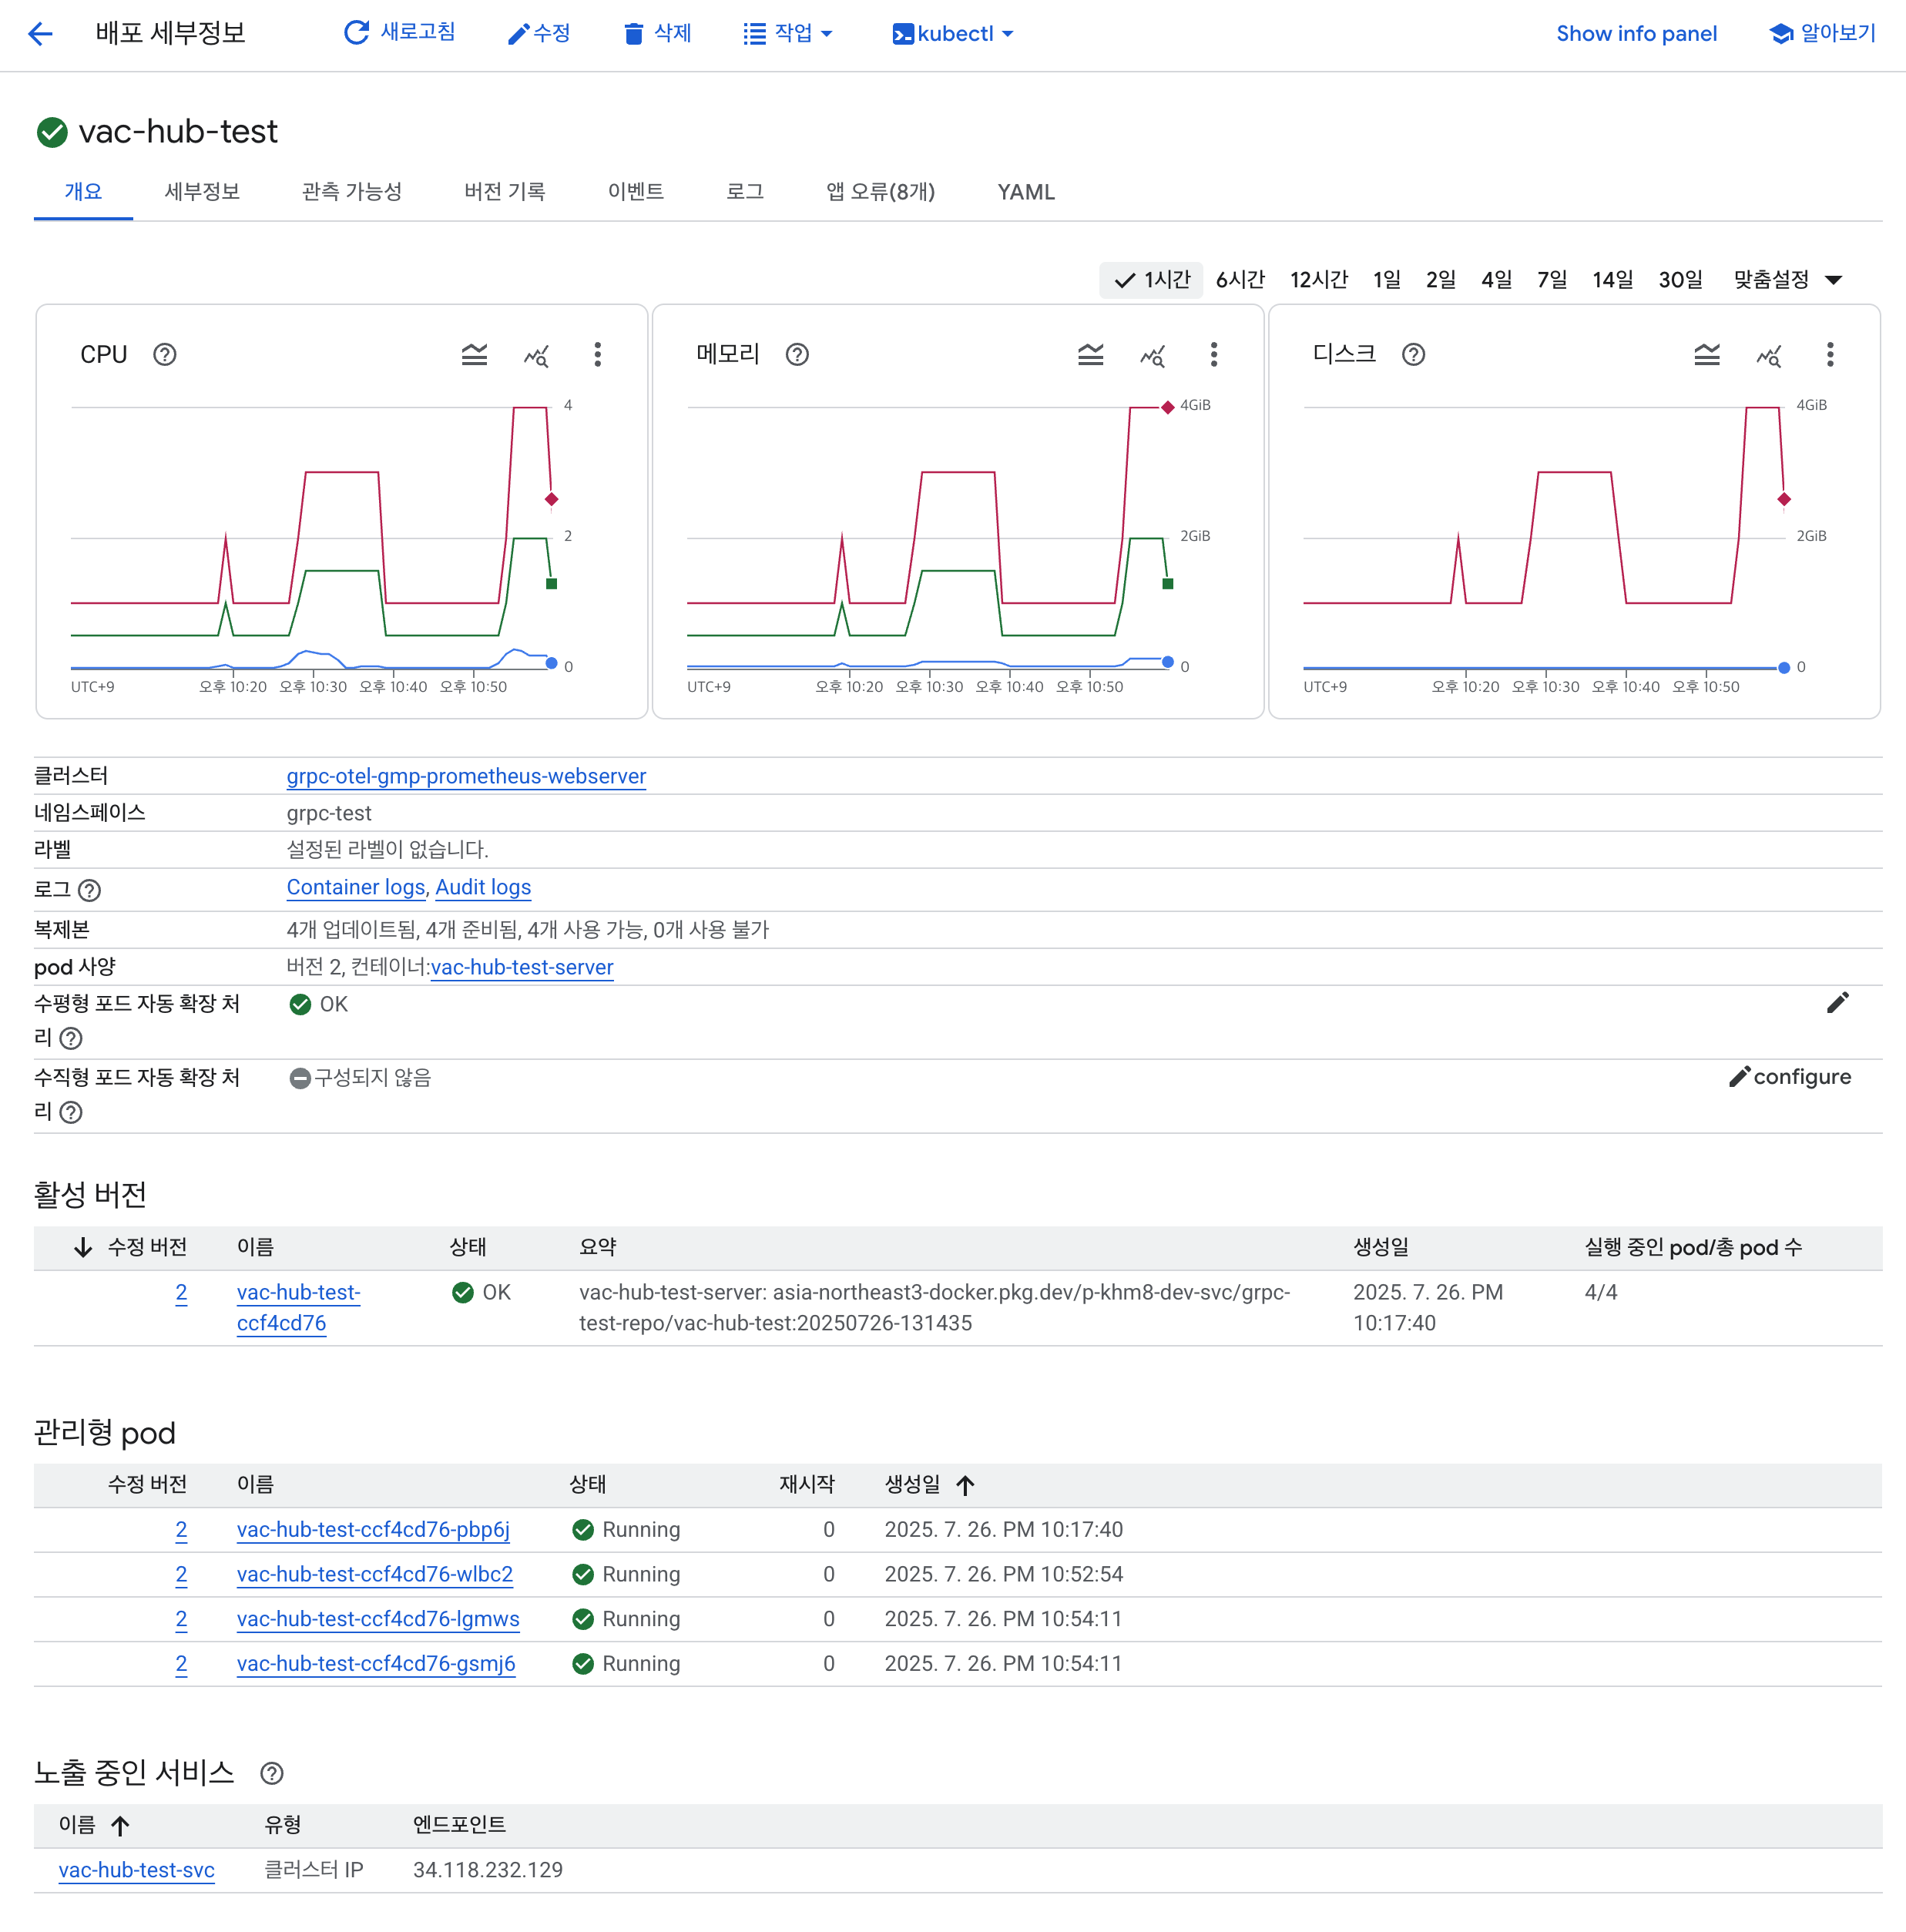 배포 세부정보 새로고침 수정 삭제 작업 kubectl Show info panel 알아보기
vac-hub-test
개요 세부정보 관측 가능성 버전 기록 이벤트 로그 앱 오류(8개) YAML
1시간 6시간 12시간 1일 2일 4일 7일 14일 30일 맞춤설정
CPU
4
2
0
UTC+9 오후 10:20 오후 10:30 오후 10:40 오후 10:50
메모리
4GiB
2GiB
0
UTC+9 오후 10:20 오후 10:30 오후 10:40 오후 10:50
디스크
4GiB
2GiB
0
UTC+9 오후 10:20 오후 10:30 오후 10:40 오후 10:50
클러스터 grpc-otel-gmp-prometheus-webserver
네임스페이스 grpc-test
라벨 설정된 라벨이 없습니다.
로그 Container logs, Audit logs
복제본 4개 업데이트됨, 4개 준비됨, 4개 사용 가능, 0개 사용 불가
pod 사양 버전 2, 컨테이너:vac-hub-test-server
수평형 포드 자동 확장 처 OK
리
수직형 포드 자동 확장 처 구성되지 않음 configure
리
활성 버전
수정 버전 이름 상태 요약 생성일 실행 중인 pod/총 pod 수
2 vac-hub-test- OK vac-hub-test-server: asia-northeast3-docker.pkg.dev/p-khm8-dev-svc/grpc- 2025. 7. 26. PM 4/4
ccf4cd76 test-repo/vac-hub-test:20250726-131435 10:17:40
관리형 pod
수정 버전 이름 상태 재시작 생성일
2 vac-hub-test-ccf4cd76-pbp6j Running 0 2025. 7. 26. PM 10:17:40
2 vac-hub-test-ccf4cd76-wlbc2 Running 0 2025. 7. 26. PM 10:52:54
2 vac-hub-test-ccf4cd76-lgmws Running 0 2025. 7. 26. PM 10:54:11
2 vac-hub-test-ccf4cd76-gsmj6 Running 0 2025. 7. 26. PM 10:54:11
노출 중인 서비스
이름 유형 엔드포인트
vac-hub-test-svc 클러스터 IP 34.118.232.129